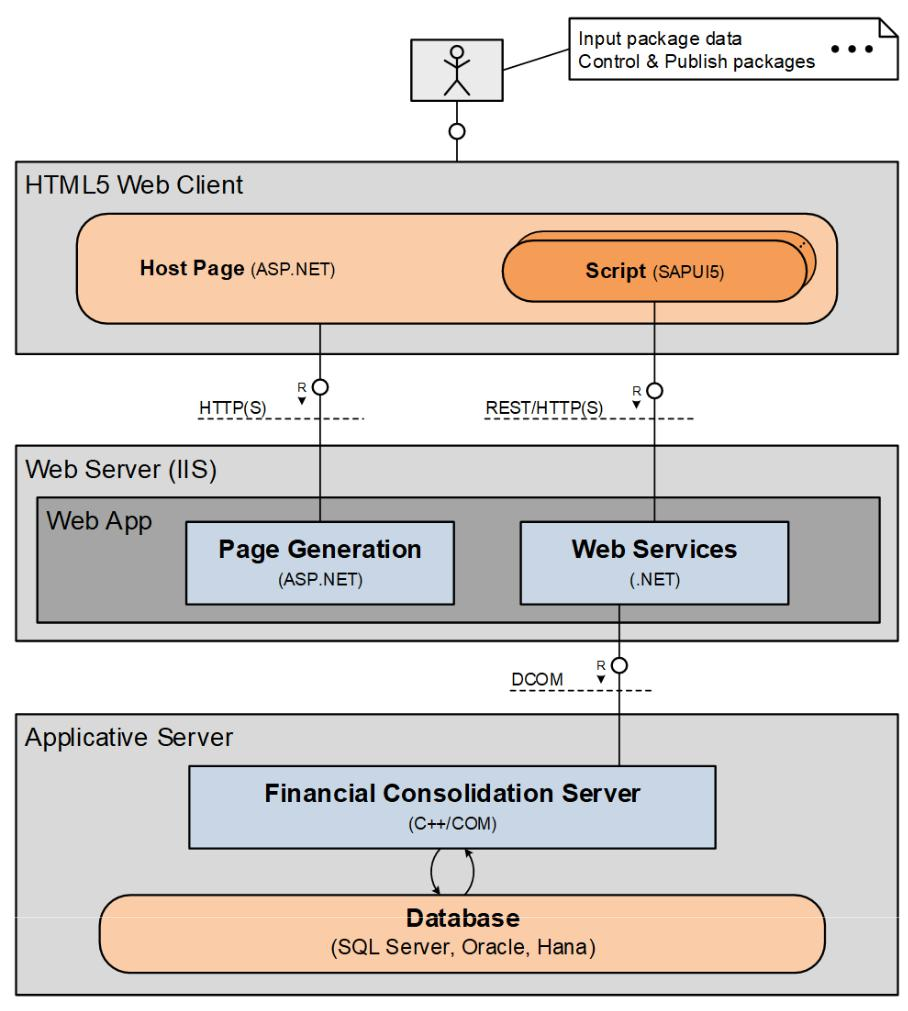 Input package data
Control & Publish packages
HTML5 Web Client
Host Page (ASP.NET)
Script (SAPUI5)
R
HTTP(S)
R
REST/HTTP(S)
Web Server (IIS)
Web App
Page Generation
(ASP.NET)
Web Services
(.NET)
R
DCOM
Applicative Server
Financial Consolidation Server
(C++/COM)
Database
(SQL Server, Oracle, Hana)